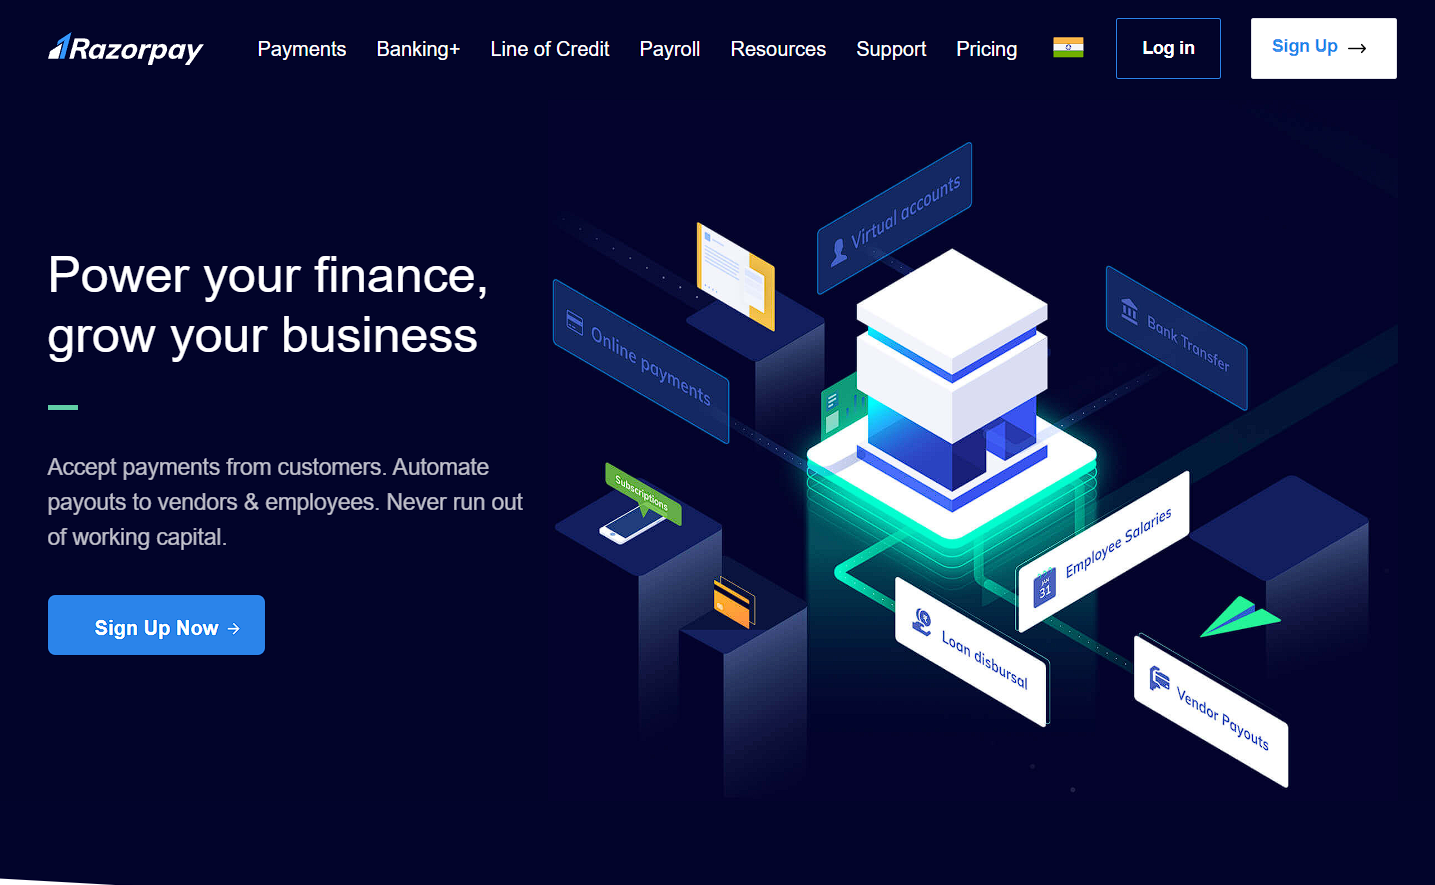 Razorpay
Payments
Banking+
Line of Credit
Payroll
Resources
Support
Pricing
Log in
Sign Up →
Power your finance,
grow your business
Accept payments from customers. Automate
payouts to vendors & employees. Never run out
of working capital.
Sign Up Now →
Virtual accounts
Online payments
Bank Transfer
Subscriptions
Employee Salaries
JAN
31
Loan disbursal
Vendor Payouts